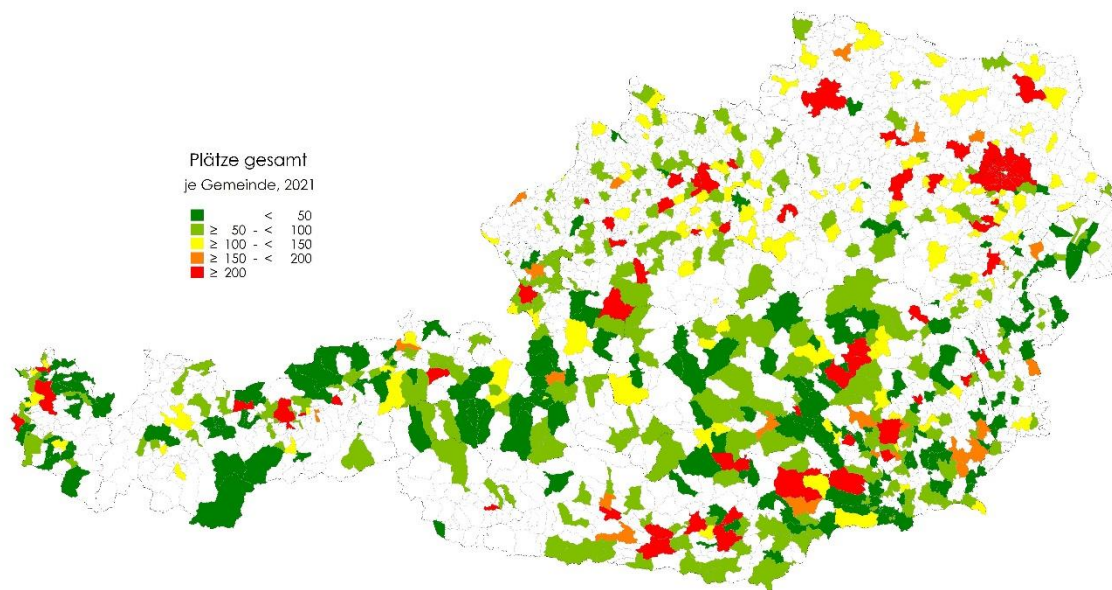 Plätze gesamt
je Gemeinde, 2021
< 50
≥ 50 - < 100
≥ 100 - < 150
≥ 150 - < 200
≥ 200